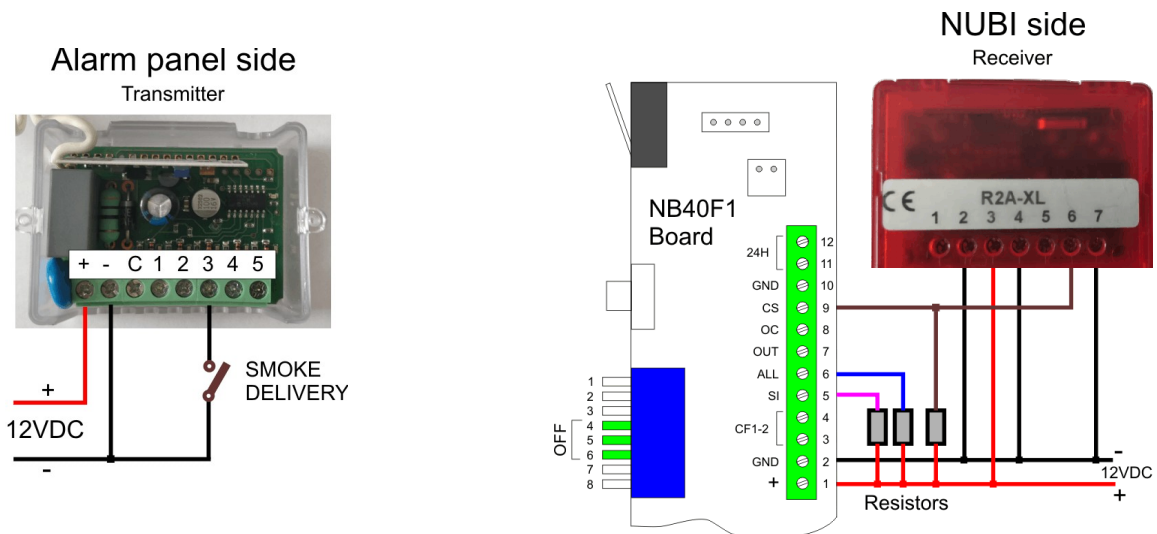 Alarm panel side
Transmitter
+ - C 1 2 3 4 5
SMOKE
DELIVERY
+
12VDC
-
NUBI side
Receiver
CE
R2A-XL
1 2 3 4 5 6 7
NB40F1
Board
24H
12
11
GND 10
CS 9
OC 8
OUT 7
ALL 6
SI 5
CF1-2
4
3
GND 2
+ 1
OFF
1
2
3
4
5
6
7
8
-
12VDC
+
Resistors